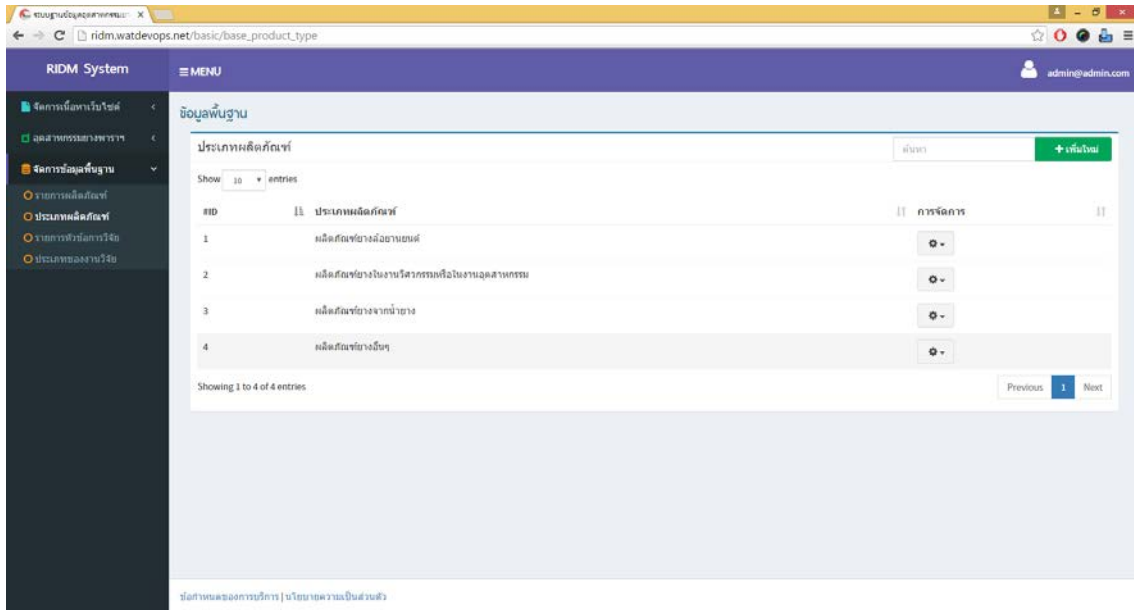 ridm.watdevops.net/basic/base_product_type
RIDM System
MENU
admin@admin.com
จัดการเนื้อหาเว็บไซต์
อุตสาหกรรมยางพาราฯ
จัดการข้อมูลพื้นฐาน
รายการผลิตภัณฑ์
ประเภทผลิตภัณฑ์
รายการหัวข้อการวิจัย
ประเภทของงานวิจัย
ข้อมูลพื้นฐาน
ประเภทผลิตภัณฑ์
ค้นหา
+ เพิ่มใหม่
Show 10 entries
#ID ประเภทผลิตภัณฑ์ การจัดการ
1 ผลิตภัณฑ์ยางล้อยานยนต์
2 ผลิตภัณฑ์ยางในงานวิศวกรรมหรือในงานอุตสาหกรรม
3 ผลิตภัณฑ์ยางจากน้ำยาง
4 ผลิตภัณฑ์ยางอื่นๆ
Showing 1 to 4 of 4 entries
Previous 1 Next
ข้อกำหนดของการบริการ | นโยบายความเป็นส่วนตัว